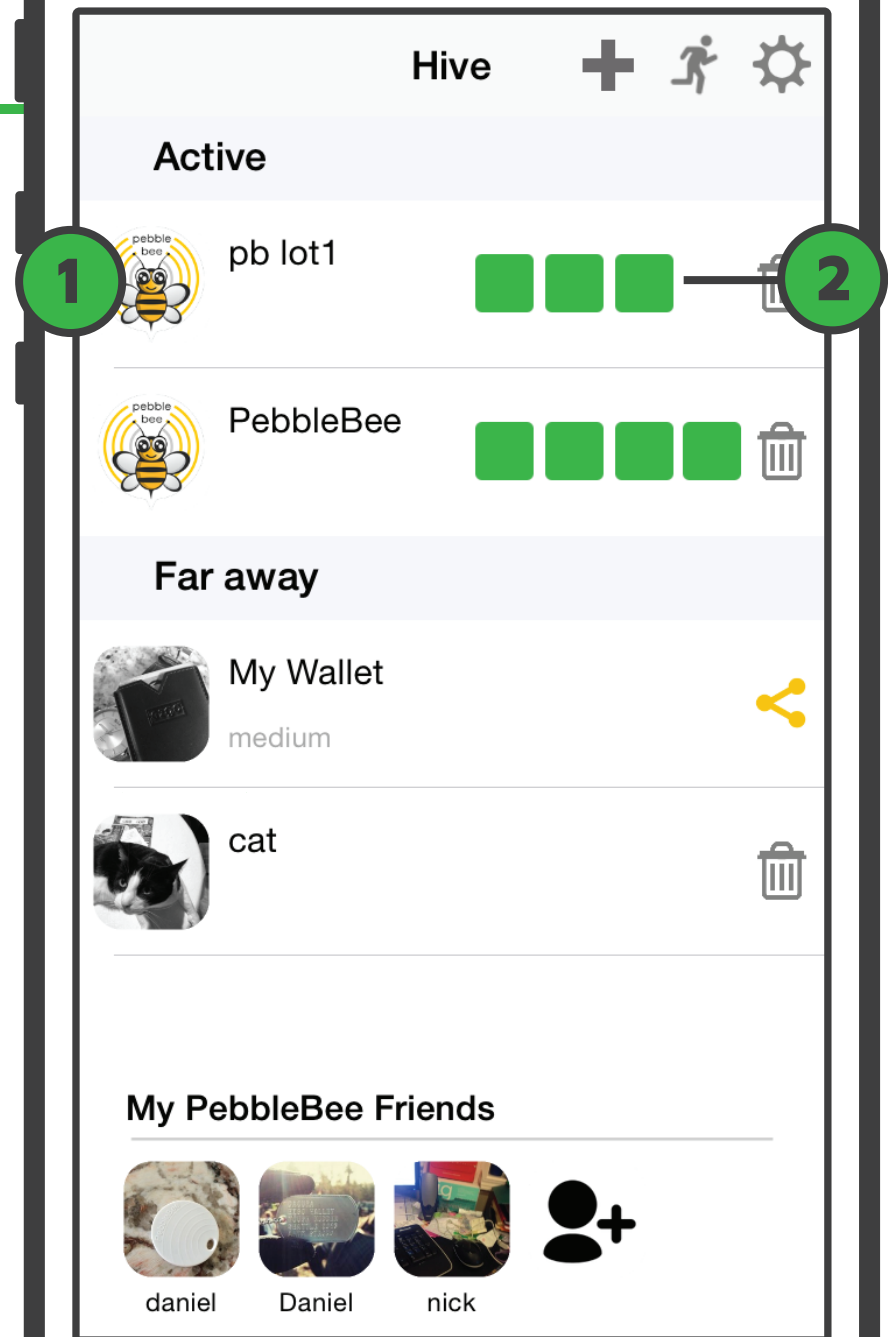 Hive
Active
1
pebble
bee
pb lot1
2
pebble
bee
PebbleBee
Far away
My Wallet
medium
cat
My PebbleBee Friends
daniel
Daniel
nick